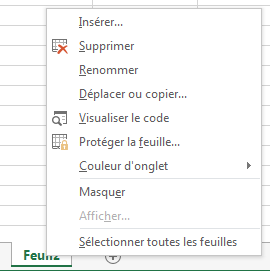 Insérer...
Supprimer
Renommer
Déplacer ou copier...
Visualiser le code
Protéger la feuille...
Couleur d'onglet
Masquer
Afficher...
Sélectionner toutes les feuilles
Feuil2